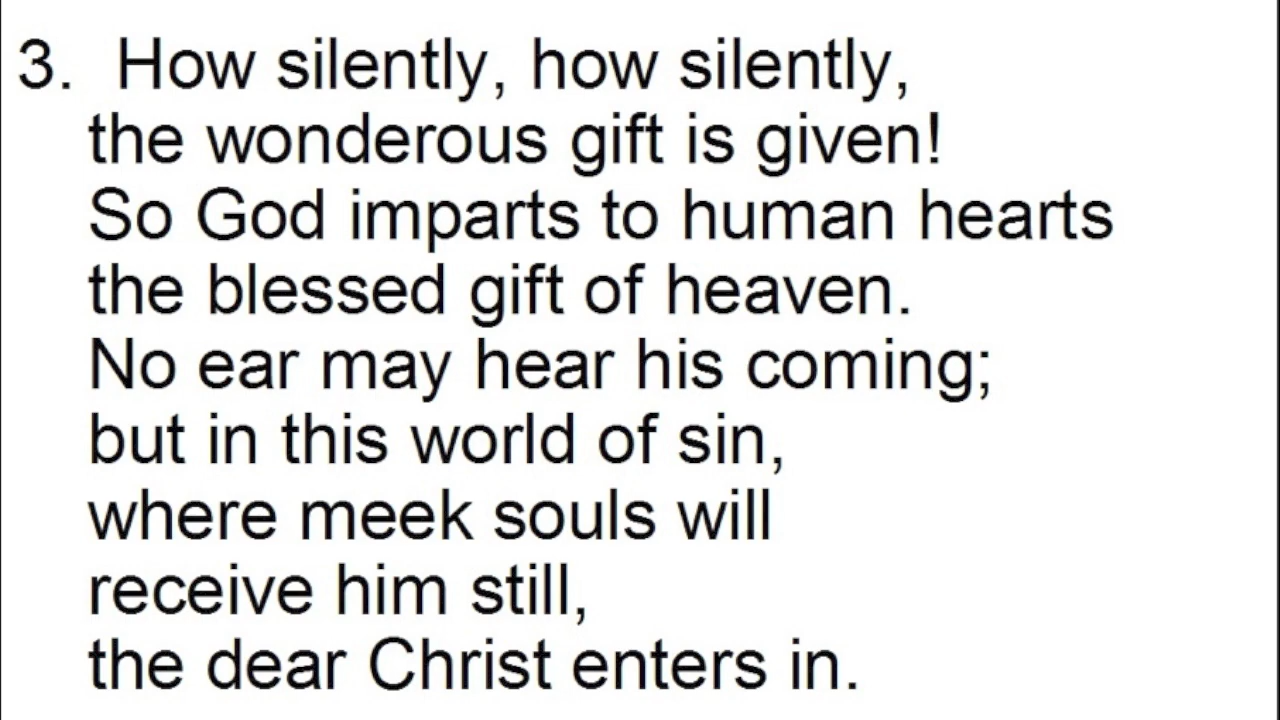 3. How silently, how silently,
the wonderous gift is given!
So God imparts to human hearts
the blessed gift of heaven.
No ear may hear his coming;
but in this world of sin,
where meek souls will
receive him still,
the dear Christ enters in.